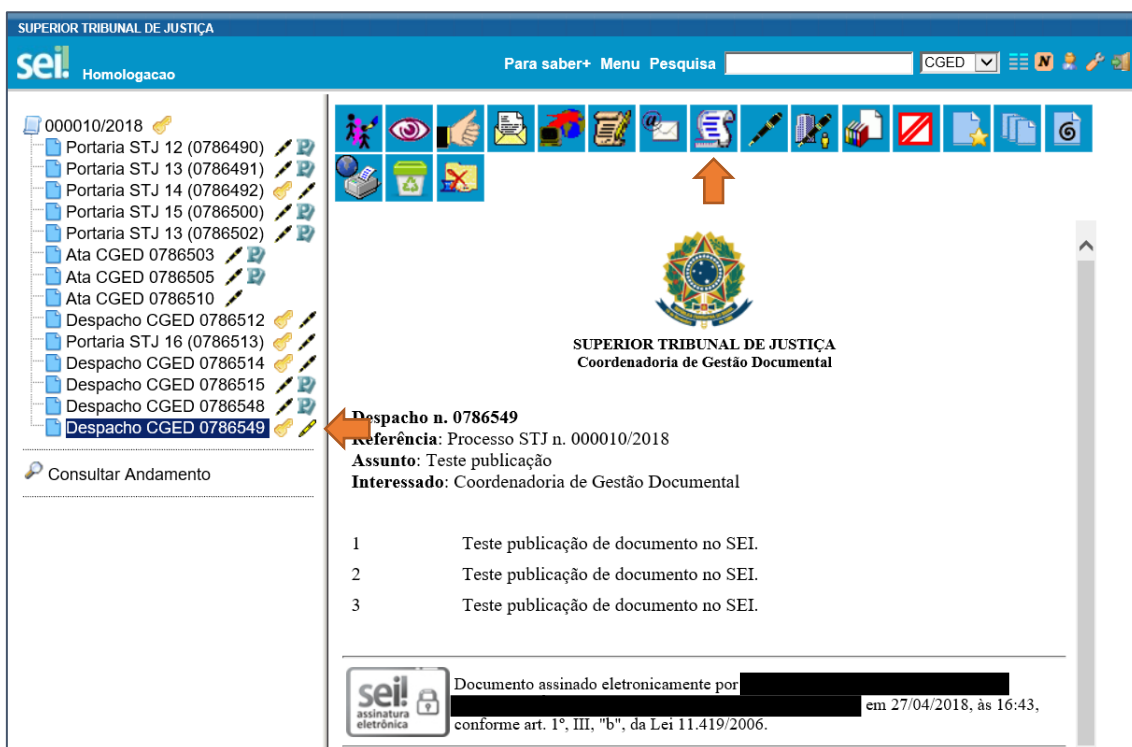 SUPERIOR TRIBUNAL DE JUSTIÇA
sei!
Homologacao
Para saber+ Menu Pesquisa
CGED
N
000010/2018
Portaria STJ 12 (0786490)
Portaria STJ 13 (0786491)
Portaria STJ 14 (0786492)
Portaria STJ 15 (0786500)
Portaria STJ 13 (0786502)
Ata CGED 0786503
Ata CGED 0786505
Ata CGED 0786510
Despacho CGED 0786512
Portaria STJ 16 (0786513)
Despacho CGED 0786514
Despacho CGED 0786515
Despacho CGED 0786548
Despacho CGED 0786549
Consultar Andamento
SUPERIOR TRIBUNAL DE JUSTIÇA
Coordenadoria de Gestão Documental
Despacho n. 0786549
Referência: Processo STJ n. 000010/2018
Assunto: Teste publicação
Interessado: Coordenadoria de Gestão Documental
1 Teste publicação de documento no SEI.
2 Teste publicação de documento no SEI.
3 Teste publicação de documento no SEI.
sei!
assinatura
eletrônica
Documento assinado eletronicamente por
em 27/04/2018, às 16:43,
conforme art. 1º, III, "b", da Lei 11.419/2006.